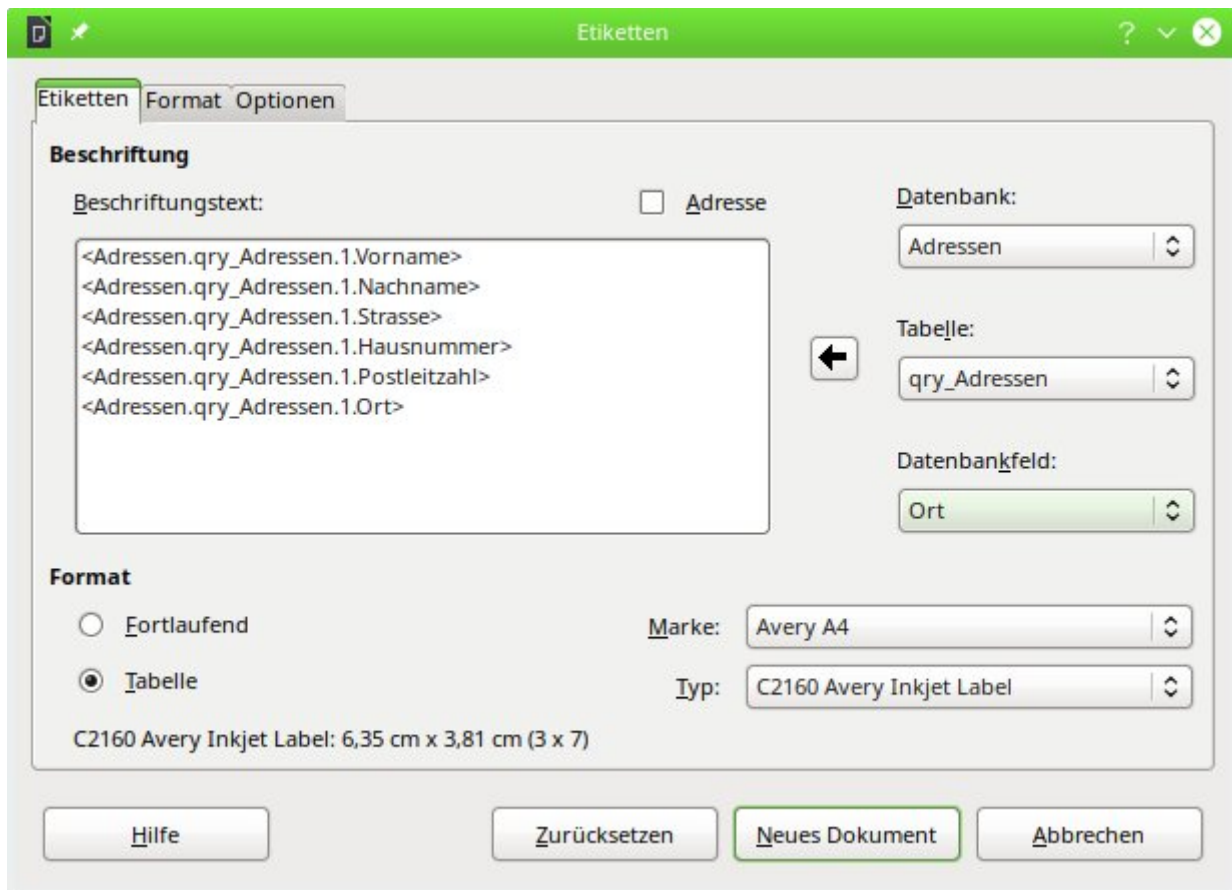 Etiketten
Etiketten Format Optionen
Beschriftung
Beschriftungstext:
Adresse
<Adressen.qry_Adressen.1.Vorname>
<Adressen.qry_Adressen.1.Nachname>
<Adressen.qry_Adressen.1.Strasse>
<Adressen.qry_Adressen.1.Hausnummer>
<Adressen.qry_Adressen.1.Postleitzahl>
<Adressen.qry_Adressen.1.Ort>
Datenbank:
Adressen
Tabelle:
qry_Adressen
Datenbankfeld:
Ort
Format
Fortlaufend
Tabelle
Marke: Avery A4
Typ: C2160 Avery Inkjet Label
C2160 Avery Inkjet Label: 6,35 cm x 3,81 cm (3 x 7)
Hilfe Zurücksetzen Neues Dokument Abbrechen